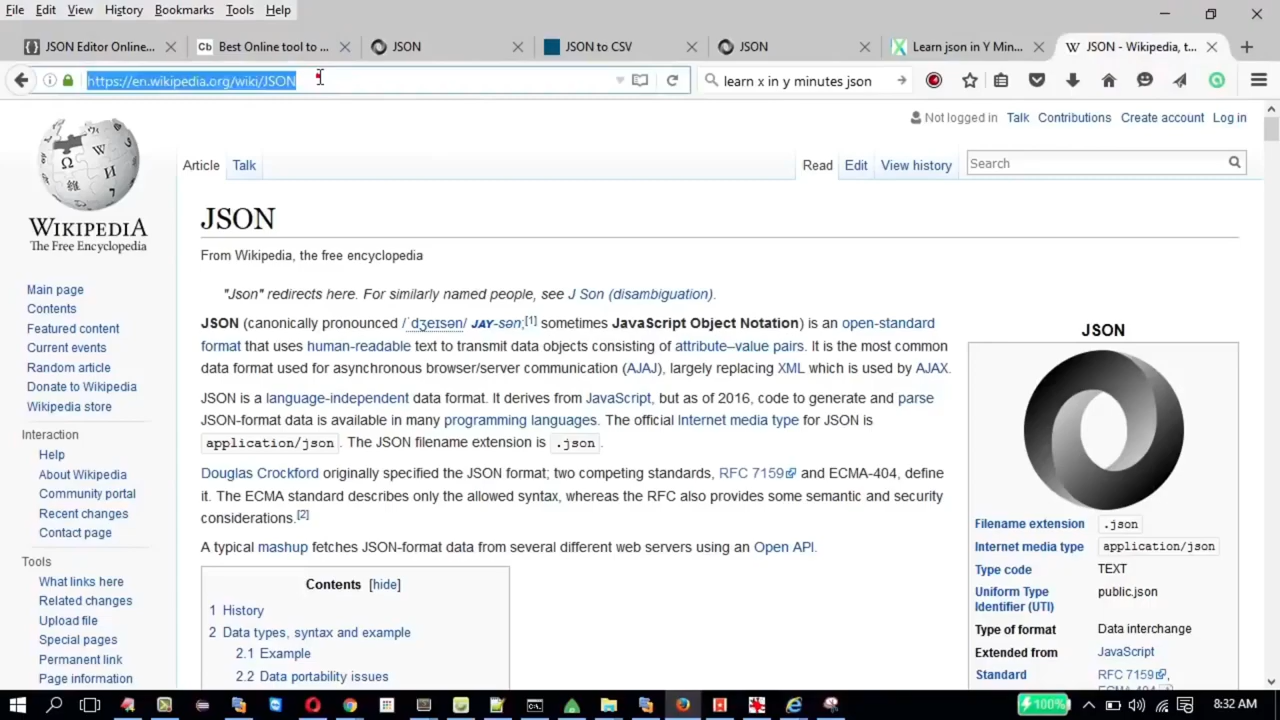 File Edit View History Bookmarks Tools Help
JSON Editor Online... Best Online tool to ... JSON JSON to CSV JSON Learn json in Y Min... JSON - Wikipedia, t...
https://en.wikipedia.org/wiki/JSON learn x in y minutes json
Not logged in Talk Contributions Create account Log in
Article Talk Read Edit View history Search
WIKIPEDIA
The Free Encyclopedia
Main page
Contents
Featured content
Current events
Random article
Donate to Wikipedia
Wikipedia store
Interaction
Help
About Wikipedia
Community portal
Recent changes
Contact page
Tools
What links here
Related changes
Upload file
Special pages
Permanent link
Page information
JSON
From Wikipedia, the free encyclopedia
"Json" redirects here. For similarly named people, see J Son (disambiguation).
JSON (canonically pronounced /ˈdʒeɪsən/ JAY-sən;[1] sometimes JavaScript Object Notation) is an open-standard
format that uses human-readable text to transmit data objects consisting of attribute–value pairs. It is the most common
data format used for asynchronous browser/server communication (AJAJ), largely replacing XML which is used by AJAX.
JSON is a language-independent data format. It derives from JavaScript, but as of 2016, code to generate and parse
JSON-format data is available in many programming languages. The official Internet media type for JSON is
application/json. The JSON filename extension is .json.
Douglas Crockford originally specified the JSON format; two competing standards, RFC 7159 and ECMA-404, define
it. The ECMA standard describes only the allowed syntax, whereas the RFC also provides some semantic and security
considerations.[2]
A typical mashup fetches JSON-format data from several different web servers using an Open API.
Contents [hide]
1 History
2 Data types, syntax and example
2.1 Example
2.2 Data portability issues
JSON
Filename extension .json
Internet media type application/json
Type code TEXT
Uniform Type public.json
Identifier (UTI)
Type of format Data interchange
Extended from JavaScript
Standard RFC 7159,
ECMA-404
100% 8:32 AM